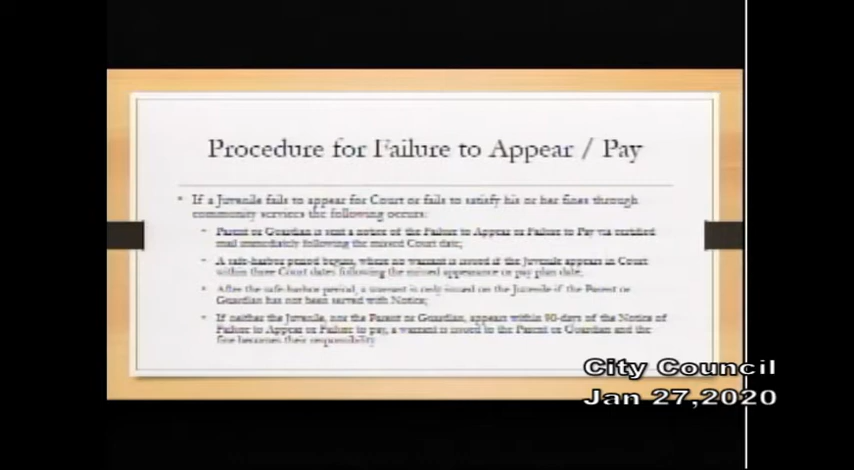 Procedure for Failure to Appear / Pay
If a Juvenile fails to appear for Court or fails to satisfy his or her fines through
community services the following occurs:
Parent or Guardian is sent a notice of the Failure to Appear or Failure to Pay via certified
mail immediately following the missed Court date;
A safe-harbor period begins, where no warrant is issued if the Juvenile appears in Court
within three Court dates following the missed appearance or pay plan date.
After the safe-harbor period, a warrant is only issued on the Juvenile if the Parent or
Guardian has not been served with Notice;
If neither the Juvenile, nor the Parent or Guardian, appears within 90-days of the Notice of
Failure to Appear or Failure to pay, a warrant is issued to the Parent or Guardian and the
fine becomes their responsibility
City Council
Jan 27,2020